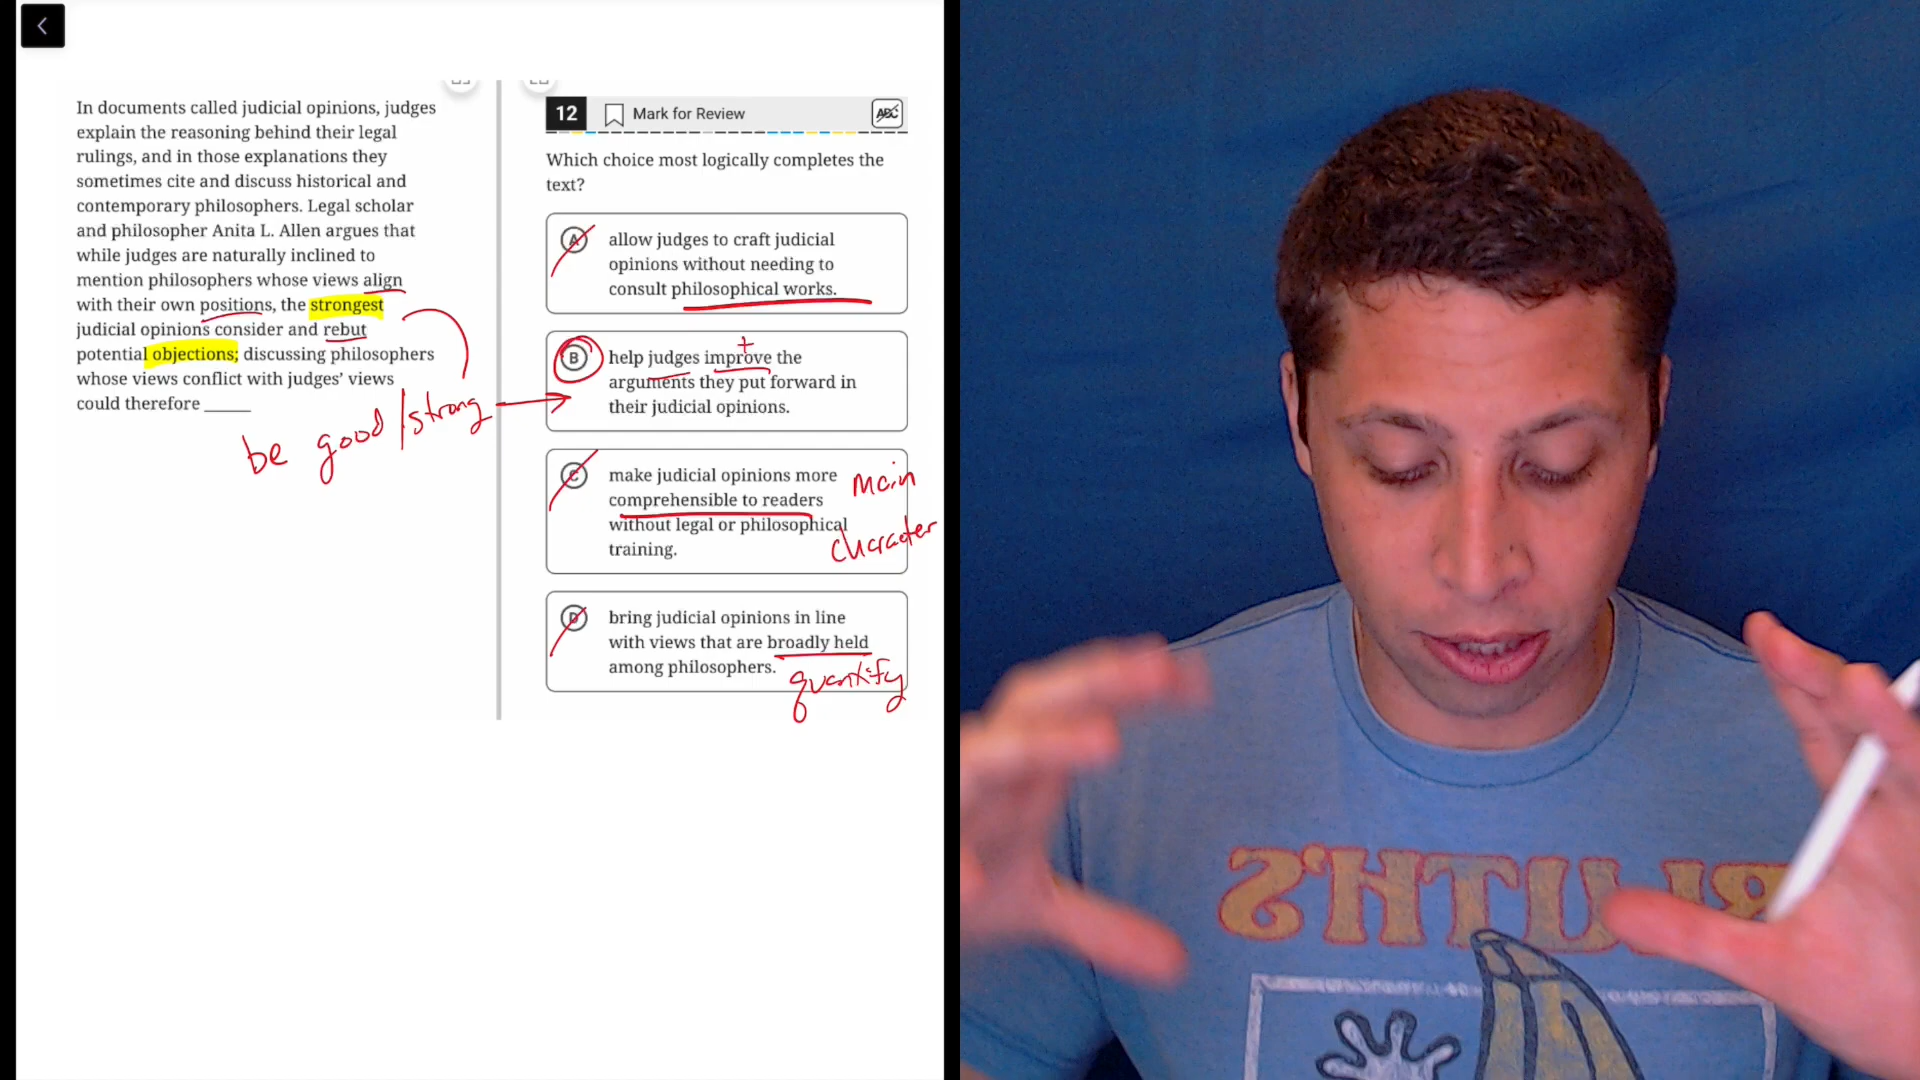 In documents called judicial opinions, judges
explain the reasoning behind their legal
rulings, and in those explanations they
sometimes cite and discuss historical and
contemporary philosophers. Legal scholar
and philosopher Anita L. Allen argues that
while judges are naturally inclined to
mention philosophers whose views align
with their own positions, the strongest
judicial opinions consider and rebut
potential objections; discussing philosophers
whose views conflict with judges' views
could therefore _____
be good/strong
12 Mark for Review ABC
Which choice most logically completes the
text?
A allow judges to craft judicial
opinions without needing to
consult philosophical works.
+
B help judges improve the
arguments they put forward in
their judicial opinions.
C make judicial opinions more
comprehensible to readers
without legal or philosophical
training.
main
character
D bring judicial opinions in line
with views that are broadly held
among philosophers.
quantify